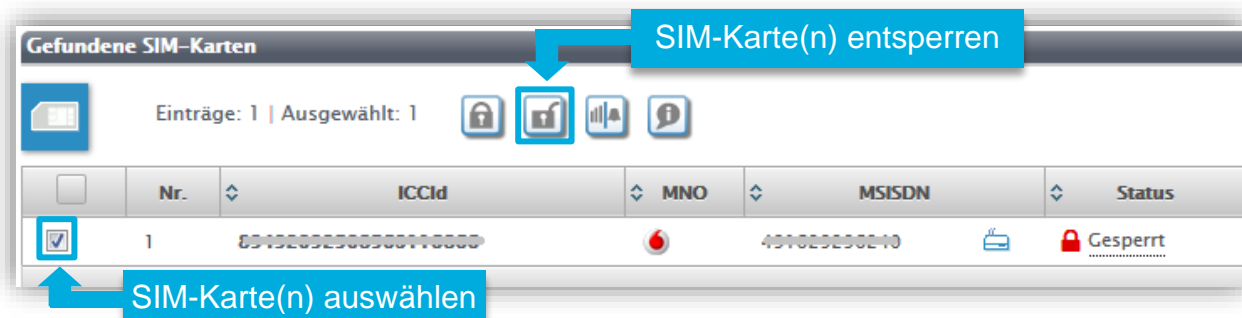 Gefundene SIM-Karten
SIM-Karte(n) entsperren
Einträge: 1 | Ausgewählt: 1
Nr. ICCId MNO MSISDN Status
1 Gesperrt
SIM-Karte(n) auswählen